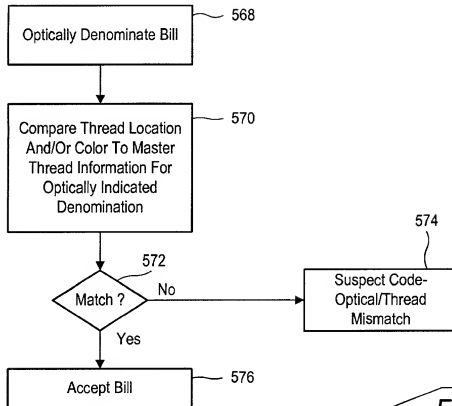 Optically Denominate Bill
568
Compare Thread Location
And/Or Color To Master
Thread Information For
Optically Indicated
Denomination
570
572
Match ?
No
Yes
574
Suspect Code-
Optical/Thread
Mismatch
Accept Bill
576